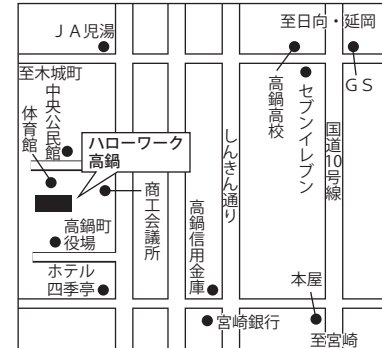 ＪＡ児湯
至日向・延岡
至木城町
中央公民館
体育館
ハローワーク
高鍋
高鍋高校
セブンイレブン
国道10号線
ＧＳ
商工会議所
しんきん通り
高鍋信用金庫
高鍋町
役場
ホテル
四季亭
本屋
宮崎銀行
至宮崎